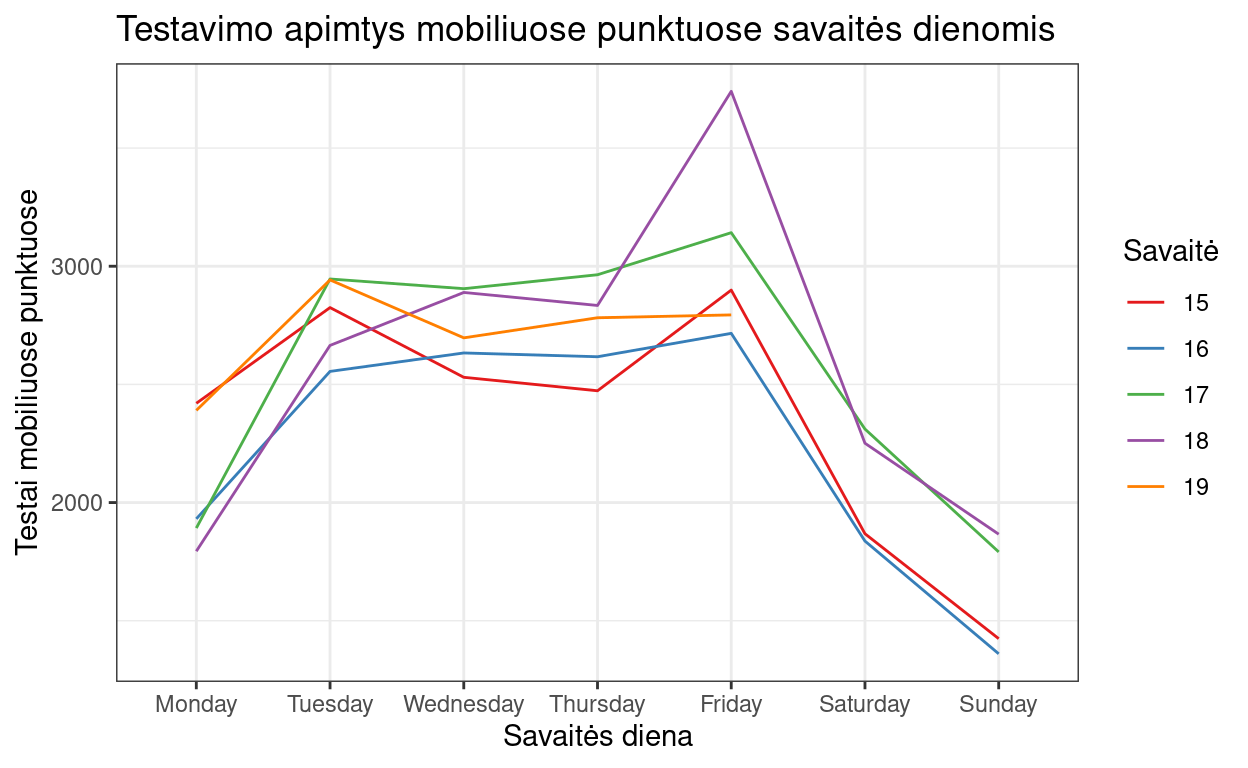 Testavimo apimtys mobiliuose punktuose savaitės dienomis
Testai mobiliuose punktuose
3000
2000
Monday Tuesday Wednesday Thursday Friday Saturday Sunday
Savaitės diena
Savaitė
15
16
17
18
19